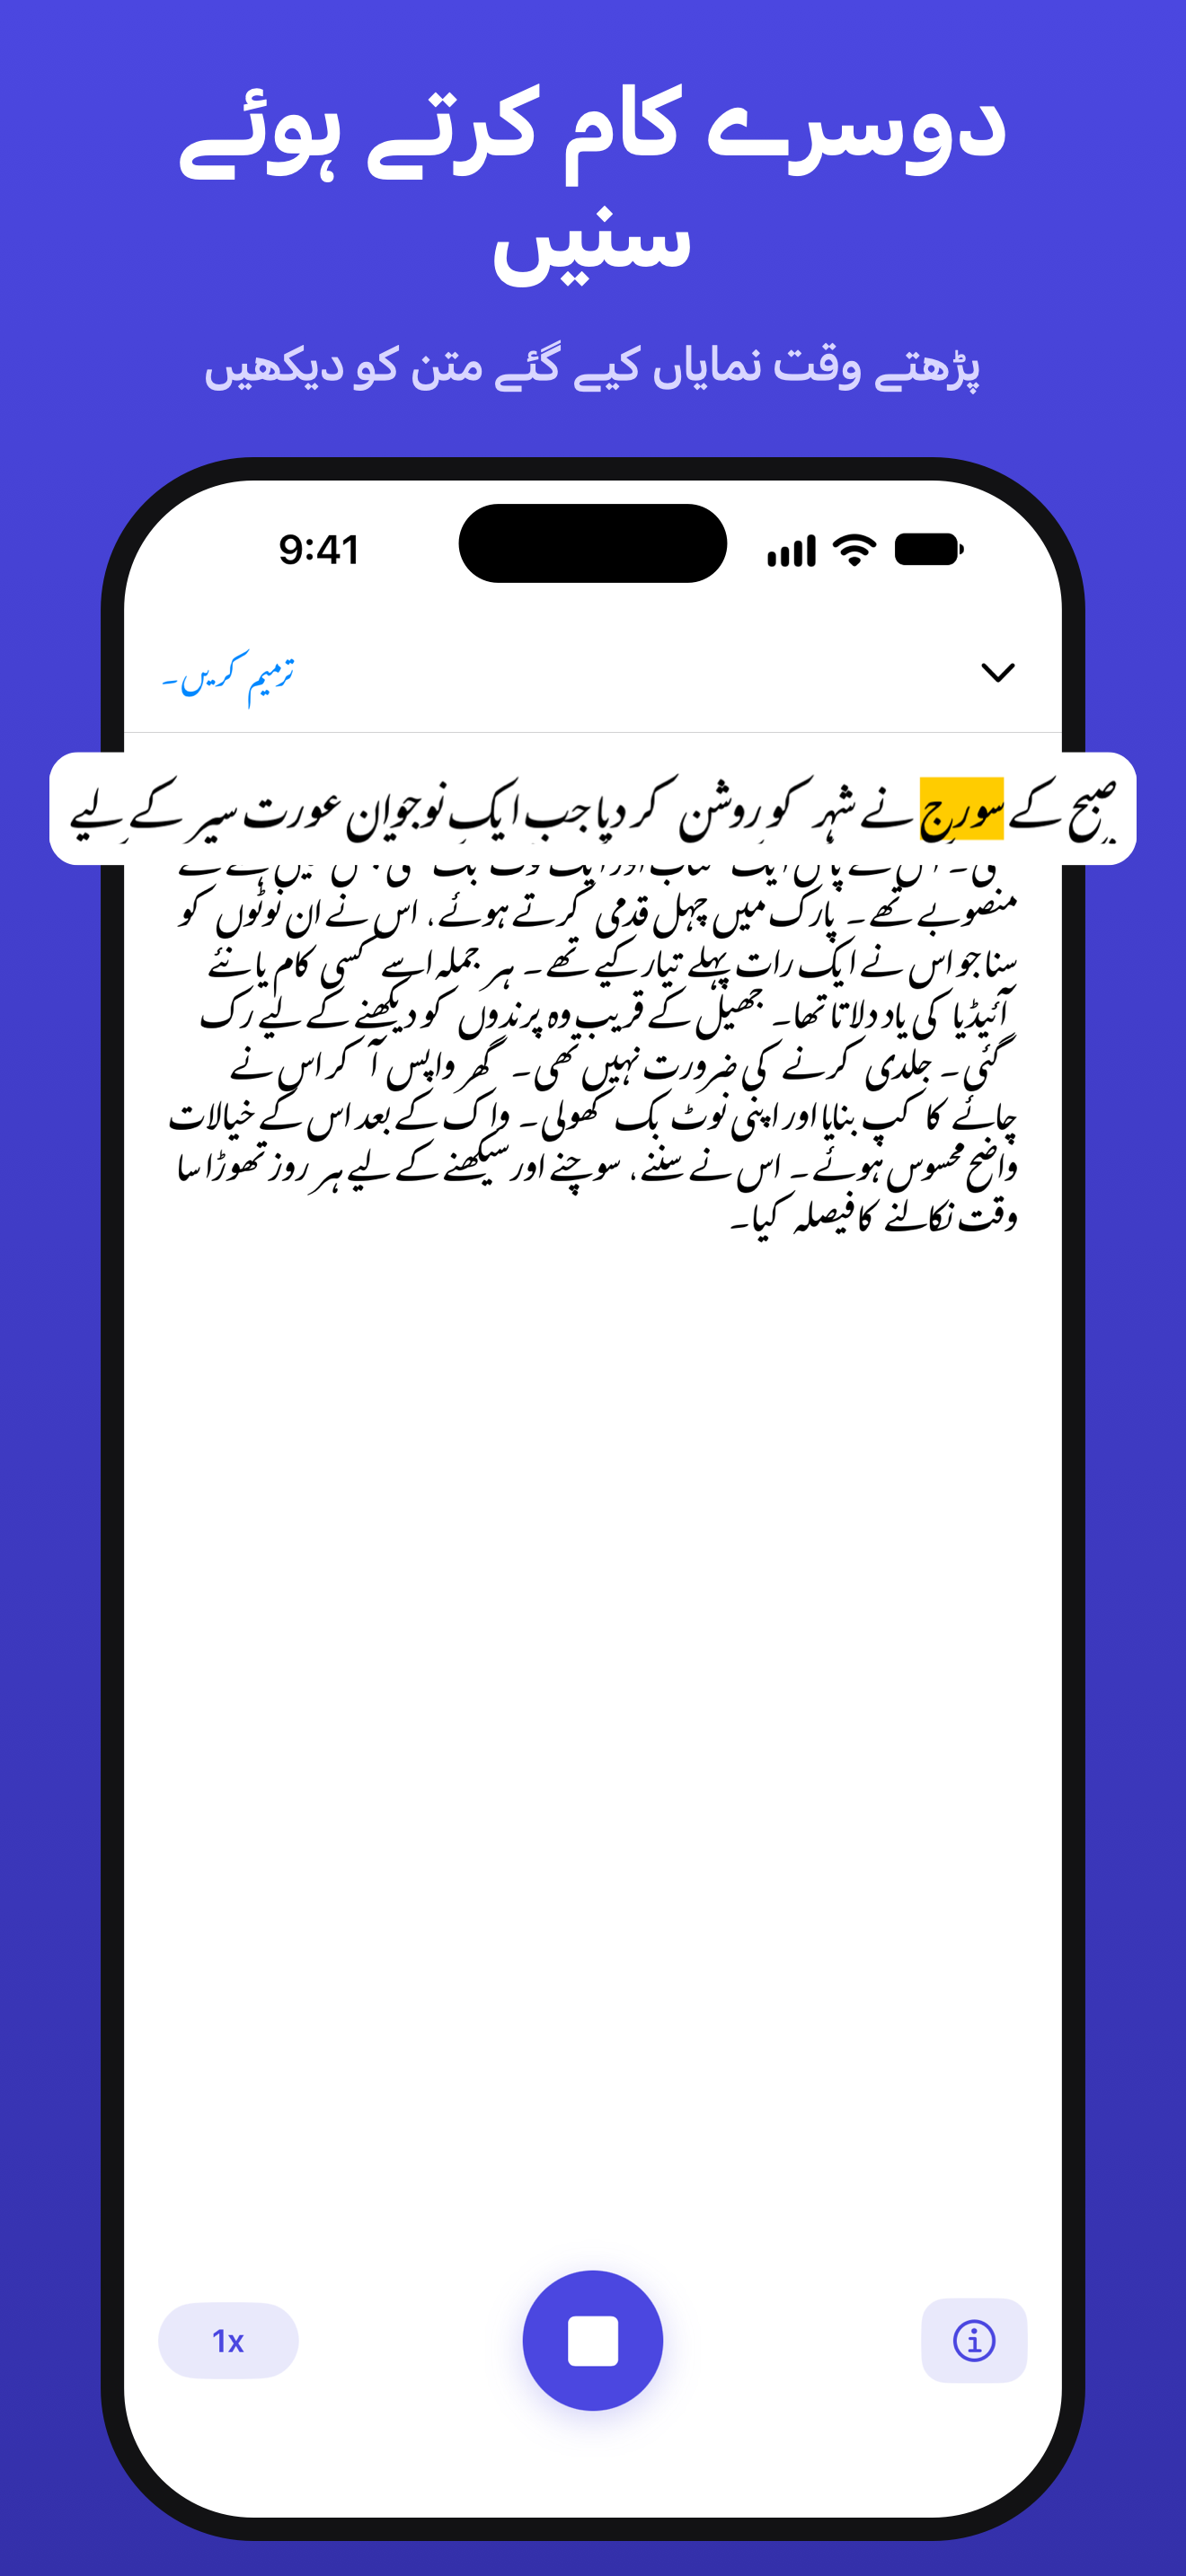 دوسرے کام کرتے ہوئے
سنیں
پڑھتے وقت نمایاں کیے گئے متن کو دیکھیں
9:41
ترمیم کریں۔
صبح کے سورج نے شہر کو روشن کر دیا جب ایک نوجوان عورت سیر کے لیے
منصوبے تھے۔ پارک میں چہل قدمی کرتے ہوئے، اس نے ان نوٹوں کو
سنا جو اس نے ایک رات پہلے تیار کیے تھے۔ ہر جملہ اسے کسی کام یا نئے
آئیڈیا کی یاد دلاتا تھا۔ جھیل کے قریب وہ پرندوں کو دیکھنے کے لیے رک
گئی۔ جلدی کرنے کی ضرورت نہیں تھی۔ گھر واپس آ کر اس نے
چائے کا کپ بنایا اور اپنی نوٹ بک کھولی۔ واک کے بعد اس کے خیالات
واضح محسوس ہوئے۔ اس نے سننے، سوچنے اور سیکھنے کے لیے ہر روز تھوڑا سا
وقت نکالنے کا فیصلہ کیا۔
1x